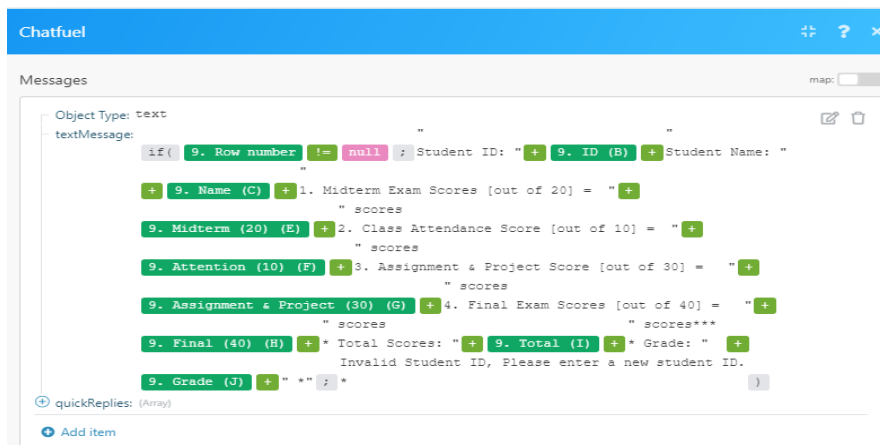 Chatfuel
?
Messages
map:
Object Type: text
textMessage:
" "
if( 9. Row number != null ; Student ID: " + 9. ID (B) + Student Name: "
"
+ 9. Name (C) + 1. Midterm Exam Scores [out of 20] = " +
" scores
9. Midterm (20) (E) + 2. Class Attendance Score [out of 10] = " +
" scores
9. Attention (10) (F) + 3. Assignment & Project Score [out of 30] = " +
" scores
9. Assignment & Project (30) (G) + 4. Final Exam Scores [out of 40] = " +
" scores " scores***
9. Final (40) (H) + * Total Scores: " + 9. Total (I) + * Grade: " +
Invalid Student ID, Please enter a new student ID.
9. Grade (J) + " *" ; * )
quickReplies: (Array)
Add item